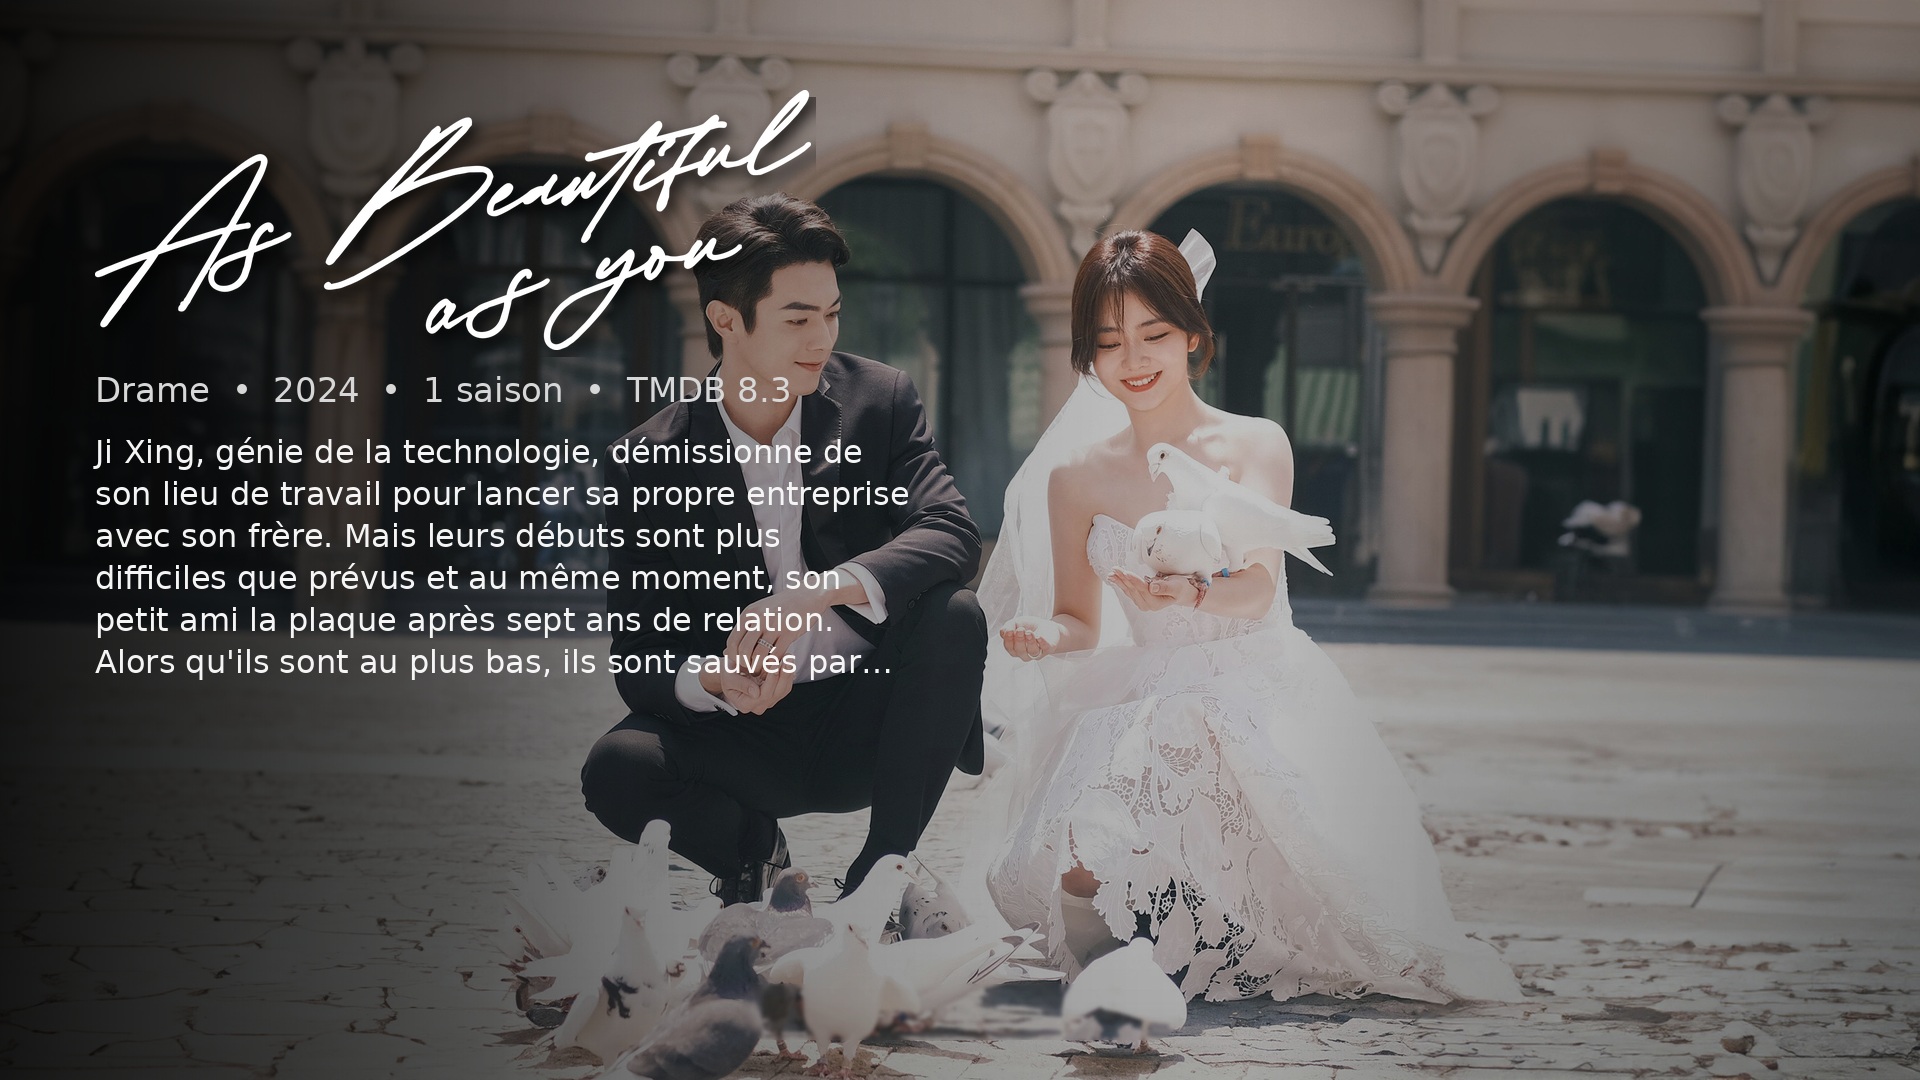 As Beautiful
as you
Drame • 2024 • 1 saison • TMDB 8.3
Ji Xing, génie de la technologie, démissionne de
son lieu de travail pour lancer sa propre entreprise
avec son frère. Mais leurs débuts sont plus
difficiles que prévus et au même moment, son
petit ami la plaque après sept ans de relation.
Alors qu'ils sont au plus bas, ils sont sauvés par...
Euro